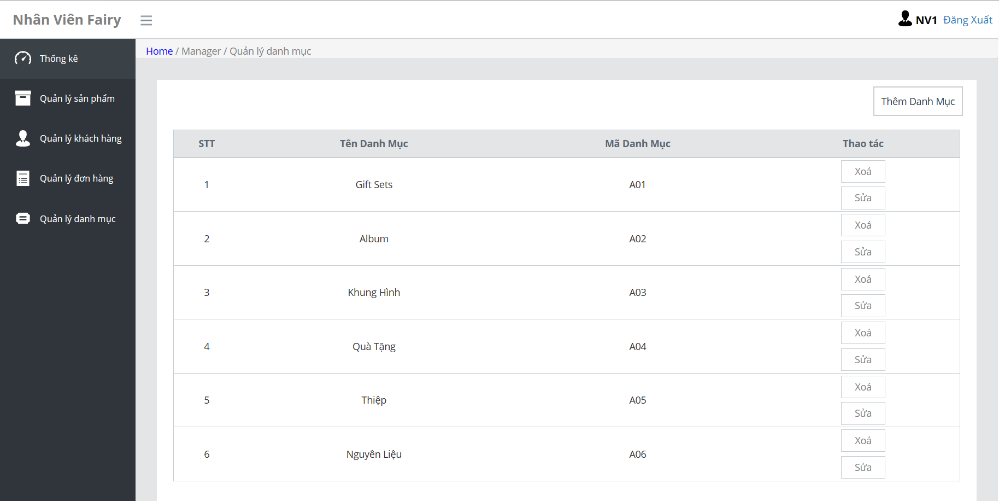 Nhân Viên Fairy
NV1 Đăng Xuất
Home / Manager / Quản lý danh mục
Thống kê
Quản lý sản phẩm
Quản lý khách hàng
Quản lý đơn hàng
Quản lý danh mục
Thêm Danh Mục
STT Tên Danh Mục Mã Danh Mục Thao tác
1 Gift Sets A01
Xoá
Sửa
2 Album A02
Xoá
Sửa
3 Khung Hình A03
Xoá
Sửa
4 Quà Tặng A04
Xoá
Sửa
5 Thiệp A05
Xoá
Sửa
6 Nguyên Liệu A06
Xoá
Sửa